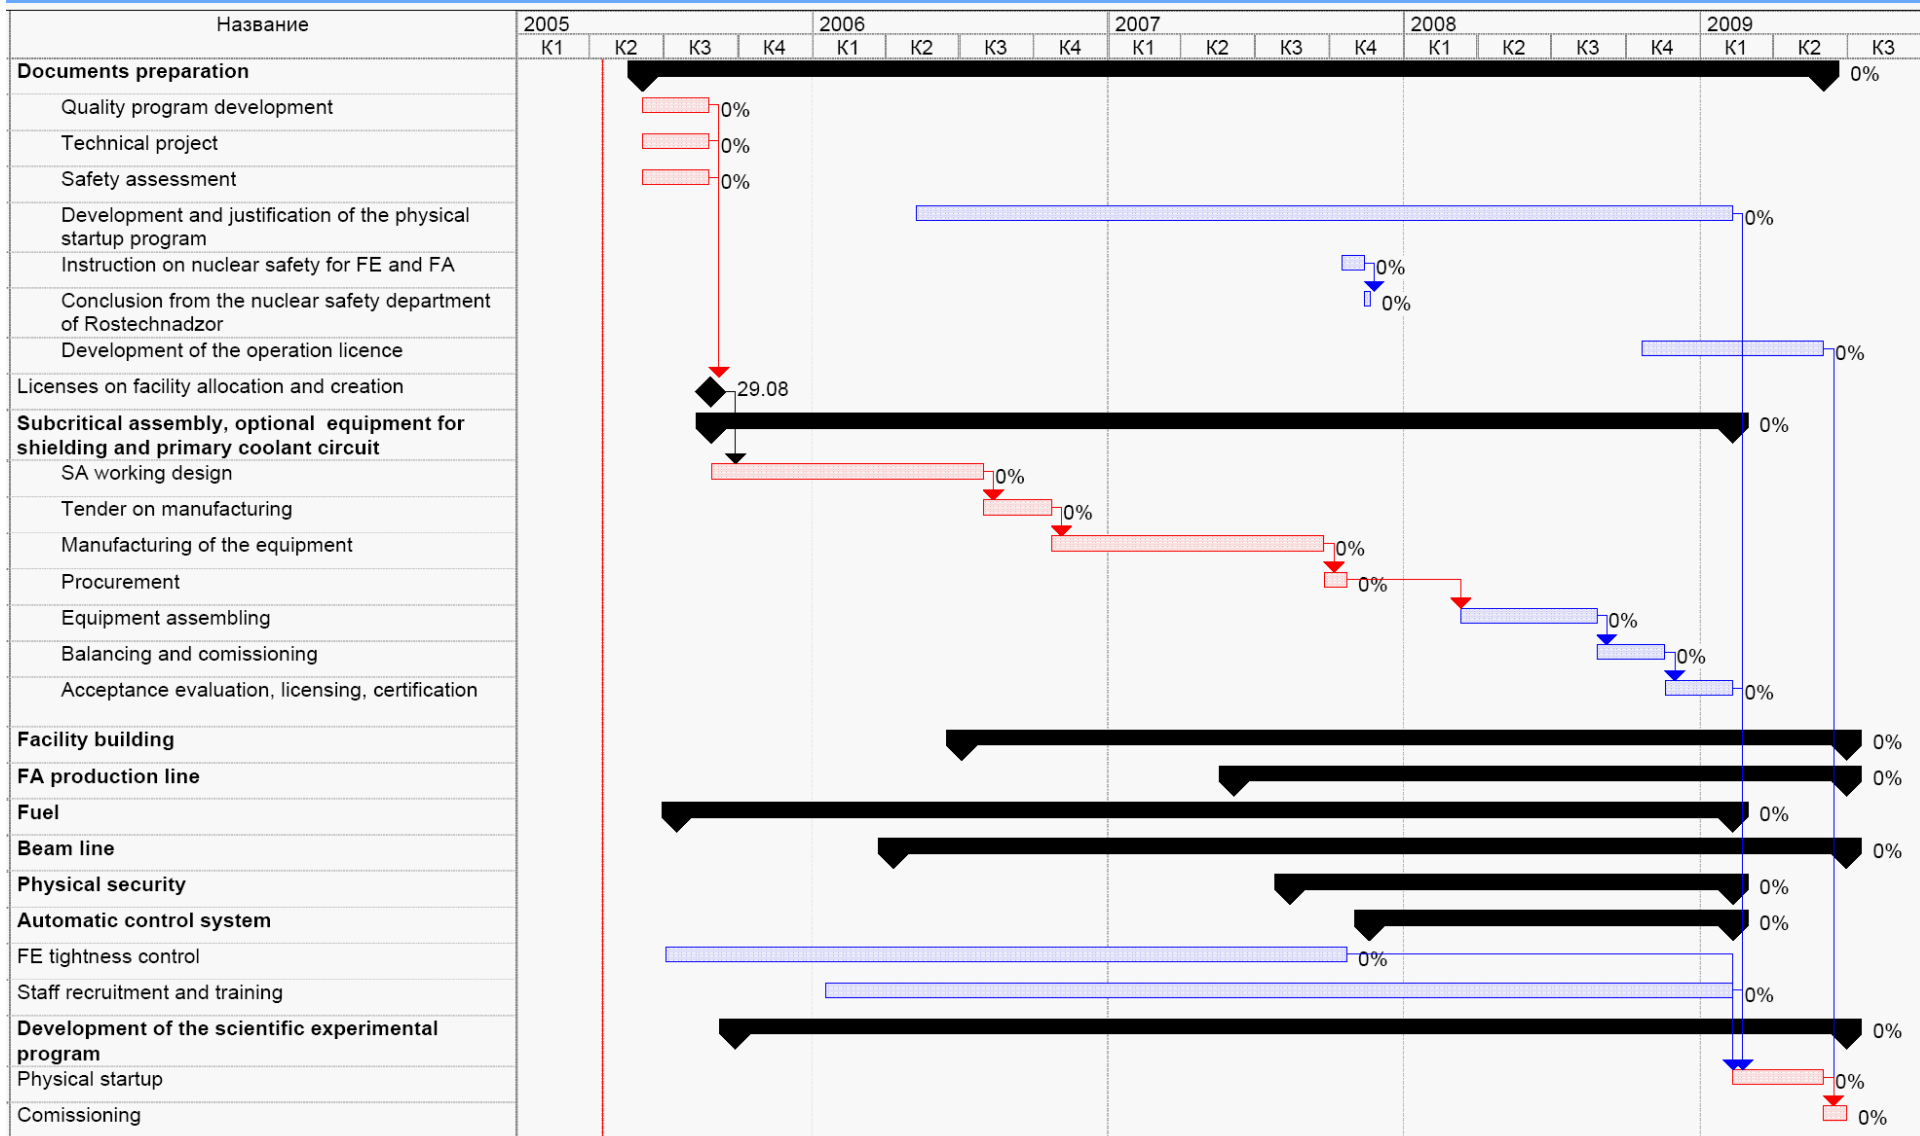 Название 2005 2006 2007 2008 2009
К1 К2 К3 К4 К1 К2 К3 К4 К1 К2 К3 К4 К1 К2 К3 К4 К1 К2 К3
Documents preparation 0%
Quality program development 0%
Technical project 0%
Safety assessment 0%
Development and justification of the physical 0%
startup program
Instruction on nuclear safety for FE and FA 0%
Conclusion from the nuclear safety department 0%
of Rostechnadzor
Development of the operation licence 0%
Licenses on facility allocation and creation 29.08
Subcritical assembly, optional equipment for 0%
shielding and primary coolant circuit
SA working design 0%
Tender on manufacturing 0%
Manufacturing of the equipment 0%
Procurement 0%
Equipment assembling 0%
Balancing and comissioning 0%
Acceptance evaluation, licensing, certification 0%
Facility building 0%
FA production line 0%
Fuel 0%
Beam line 0%
Physical security 0%
Automatic control system 0%
FE tightness control 0%
Staff recruitment and training 0%
Development of the scientific experimental 0%
program
Physical startup 0%
Comissioning 0%